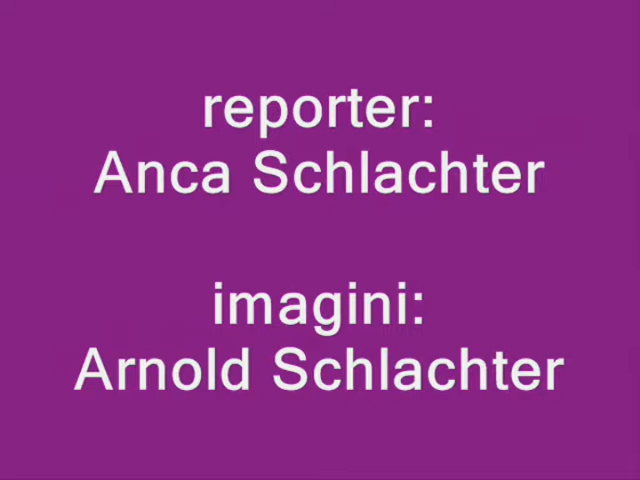 reporter:
Anca Schlachter
imagini:
Arnold Schlachter